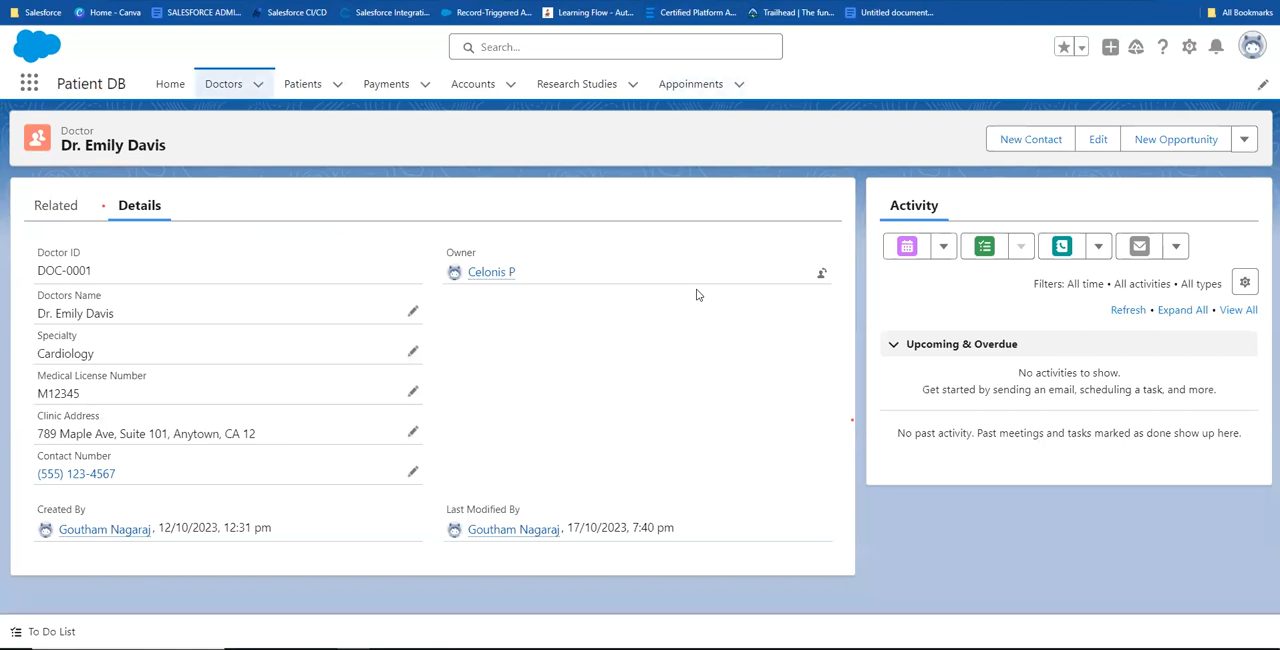 Salesforce Home - Canva SALESFORCE ADMI... Salesforce CI/CD Salesforce Integrati... Record-Triggered A... Learning Flow - Aut... Certified Platform A... Trailhead | The fun... Untitled document... All Bookmarks
Search...
Patient DB Home Doctors Patients Payments Accounts Research Studies Appoinments
Doctor
Dr. Emily Davis
New Contact Edit New Opportunity
Related Details
Doctor ID
DOC-0001
Owner
Celonis P
Doctors Name
Dr. Emily Davis
Specialty
Cardiology
Medical License Number
M12345
Clinic Address
789 Maple Ave, Suite 101, Anytown, CA 12
Contact Number
(555) 123-4567
Created By
Goutham Nagaraj, 12/10/2023, 12:31 pm
Last Modified By
Goutham Nagaraj, 17/10/2023, 7:40 pm
Activity
Filters: All time • All activities • All types
Refresh • Expand All • View All
Upcoming & Overdue
No activities to show.
Get started by sending an email, scheduling a task, and more.
No past activity. Past meetings and tasks marked as done show up here.
To Do List